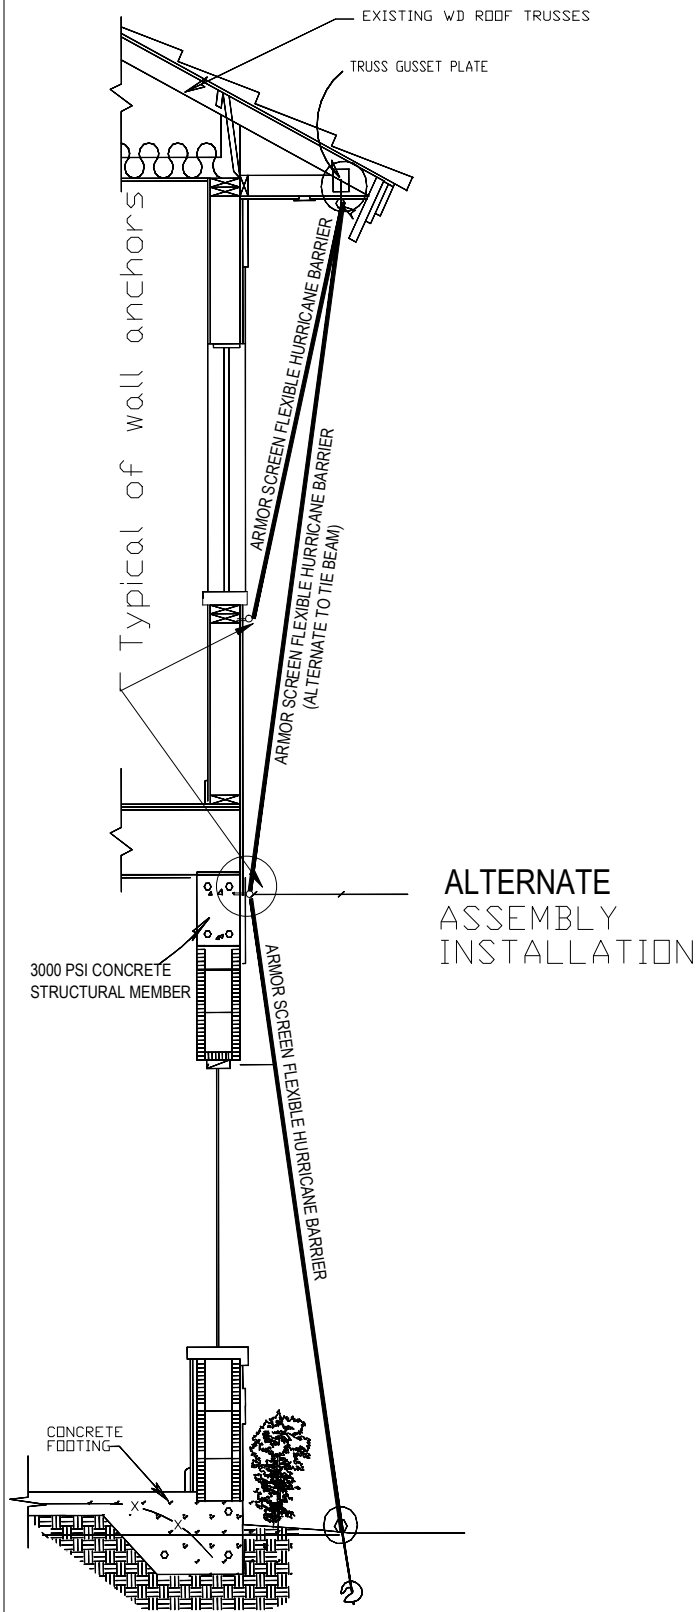 EXISTING WD ROOF TRUSSES
TRUSS GUSSET PLATE
Typical of wall anchors
ARMOR SCREEN FLEXIBLE HURRICANE BARRIER
ARMOR SCREEN FLEXIBLE HURRICANE BARRIER
(ALTERNATE TO TIE BEAM)
ALTERNATE
ASSEMBLY
INSTALLATION
3000 PSI CONCRETE
STRUCTURAL MEMBER
ARMOR SCREEN FLEXIBLE HURRICANE BARRIER
CONCRETE
FOOTING